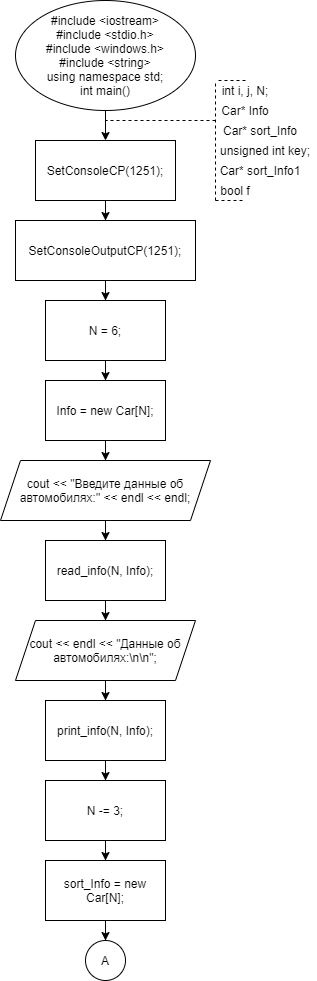 #include <iostream>
#include <stdio.h>
#include <windows.h>
#include <string>
using namespace std;
int main()
int i, j, N;
Car* Info
Car* sort_Info
unsigned int key;
Car* sort_Info1
bool f
SetConsoleCP(1251);
SetConsoleOutputCP(1251);
N = 6;
Info = new Car[N];
cout << "Введите данные об
автомобилях:" << endl << endl;
read_info(N, Info);
cout << endl << "Данные об
автомобилях:\n\n";
print_info(N, Info);
N -= 3;
sort_Info = new
Car[N];
A